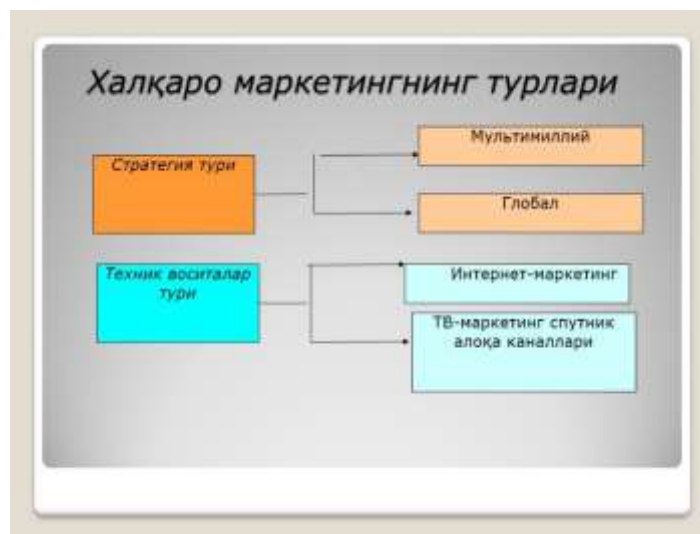 Халқаро маркетингнинг турлари
Стратегия тури
Мультимиллий
Глобал
Техник воситалар
тури
Интернет-маркетинг
ТВ-маркетинг спутник
алоқа каналлари